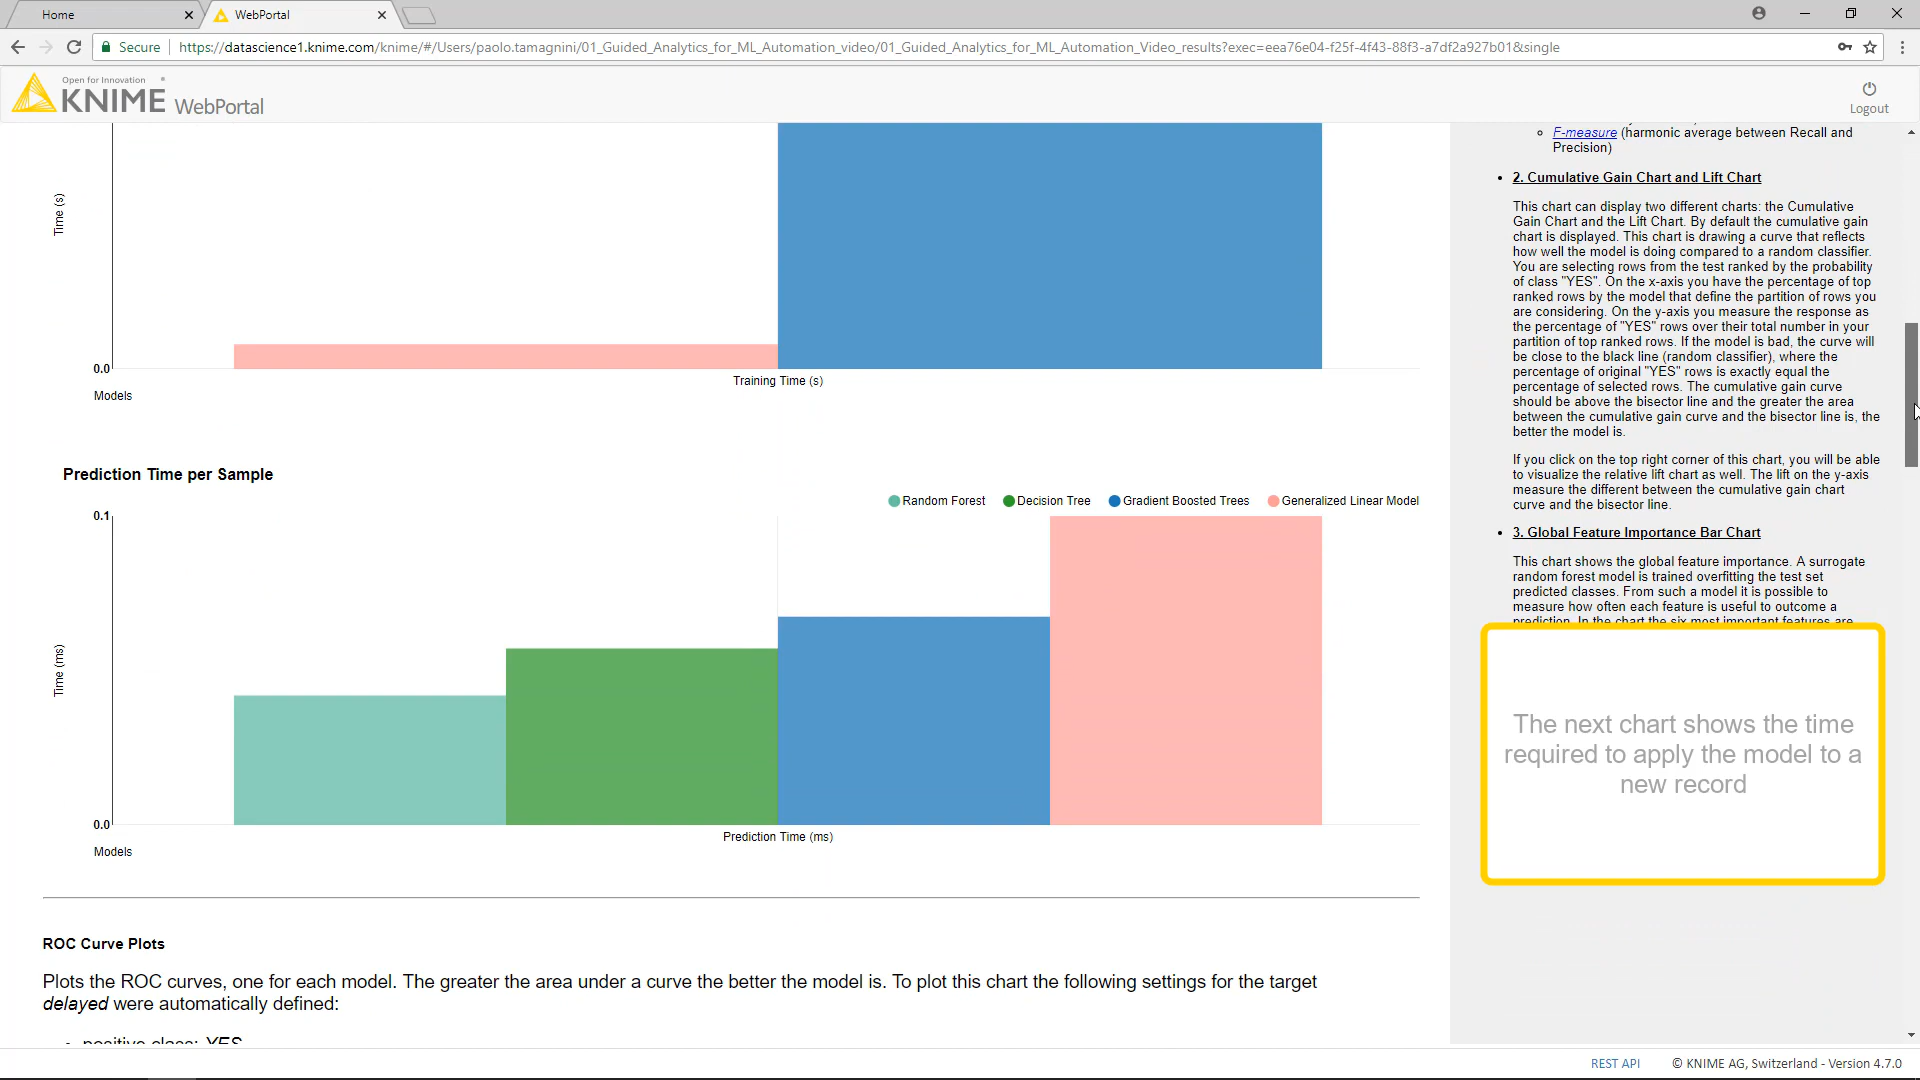 Home
WebPortal
Secure
https://datascience1.knime.com/knime/#/Users/paolo.tamagnini/01_Guided_Analytics_for_ML_Automation_video/01_Guided_Analytics_for_ML_Automation_Video_results?exec=eea76e04-f25f-4f43-88f3-a7df2a927b01&single
Open for Innovation
KNIME WebPortal
Logout
Time (s)
0.0
Training Time (s)
Models
Prediction Time per Sample
Random Forest Decision Tree Gradient Boosted Trees Generalized Linear Model
0.1
Time (ms)
0.0
Prediction Time (ms)
Models
ROC Curve Plots
Plots the ROC curves, one for each model. The greater the area under a curve the better the model is. To plot this chart the following settings for the target
delayed were automatically defined:
• positive class: YES
F-measure (harmonic average between Recall and
Precision)
• 2. Cumulative Gain Chart and Lift Chart
This chart can display two different charts: the Cumulative
Gain Chart and the Lift Chart. By default the cumulative gain
chart is displayed. This chart is drawing a curve that reflects
how well the model is doing compared to a random classifier.
You are selecting rows from the test ranked by the probability
of class "YES". On the x-axis you have the percentage of top
ranked rows by the model that define the partition of rows you
are considering. On the y-axis you measure the response as
the percentage of "YES" rows over their total number in your
partition of top ranked rows. If the model is bad, the curve will
be close to the black line (random classifier), where the
percentage of original "YES" rows is exactly equal the
percentage of selected rows. The cumulative gain curve
should be above the bisector line and the greater the area
between the cumulative gain curve and the bisector line is, the
better the model is.
If you click on the top right corner of this chart, you will be able
to visualize the relative lift chart as well. The lift on the y-axis
measure the different between the cumulative gain chart
curve and the bisector line.
• 3. Global Feature Importance Bar Chart
This chart shows the global feature importance. A surrogate
random forest model is trained overfitting the test set
predicted classes. From such a model it is possible to
measure how often each feature is useful to outcome a
prediction. In the chart the six most important features are
The next chart shows the time
required to apply the model to a
new record
REST API © KNIME AG, Switzerland - Version 4.7.0